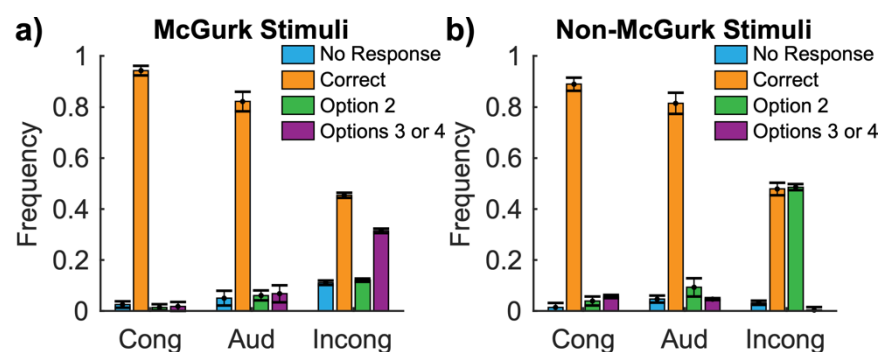 a) McGurk Stimuli
No Response
Correct
Option 2
Options 3 or 4
Frequency
1
0.8
0.6
0.4
0.2
0
Cong Aud Incong
b) Non-McGurk Stimuli
No Response
Correct
Option 2
Options 3 or 4
Frequency
1
0.8
0.6
0.4
0.2
0
Cong Aud Incong